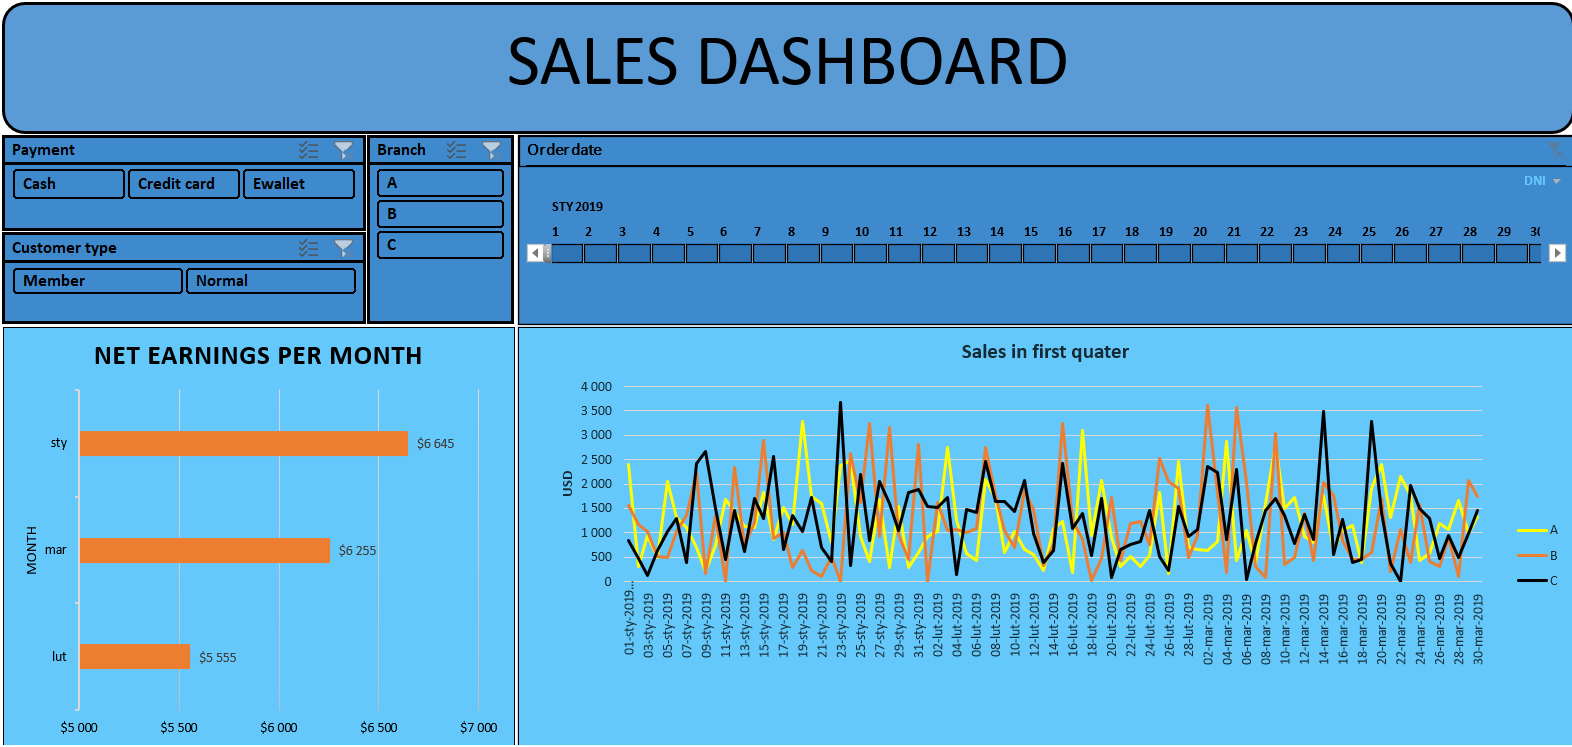 SALES DASHBOARD
Payment
Cash Credit card Ewallet
Customer type
Member Normal
Branch
A
B
C
Order date
DNI
STY 2019
1 2 3 4 5 6 7 8 9 10 11 12 13 14 15 16 17 18 19 20 21 22 23 24 25 26 27 28 29 30
NET EARNINGS PER MONTH
MONTH
sty $6 645
mar $6 255
lut $5 555
$5 000 $5 500 $6 000 $6 500 $7 000
Sales in first quater
USD
4 000
3 500
3 000
2 500
2 000
1 500
1 000
500
0
01-sty-2019...
03-sty-2019
05-sty-2019
07-sty-2019
09-sty-2019
11-sty-2019
13-sty-2019
15-sty-2019
17-sty-2019
19-sty-2019
21-sty-2019
23-sty-2019
25-sty-2019
27-sty-2019
29-sty-2019
31-sty-2019
02-lut-2019
04-lut-2019
06-lut-2019
08-lut-2019
10-lut-2019
12-lut-2019
14-lut-2019
16-lut-2019
18-lut-2019
20-lut-2019
22-lut-2019
24-lut-2019
26-lut-2019
28-lut-2019
02-mar-2019
04-mar-2019
06-mar-2019
08-mar-2019
10-mar-2019
12-mar-2019
14-mar-2019
16-mar-2019
18-mar-2019
20-mar-2019
22-mar-2019
24-mar-2019
26-mar-2019
28-mar-2019
30-mar-2019
A
B
C